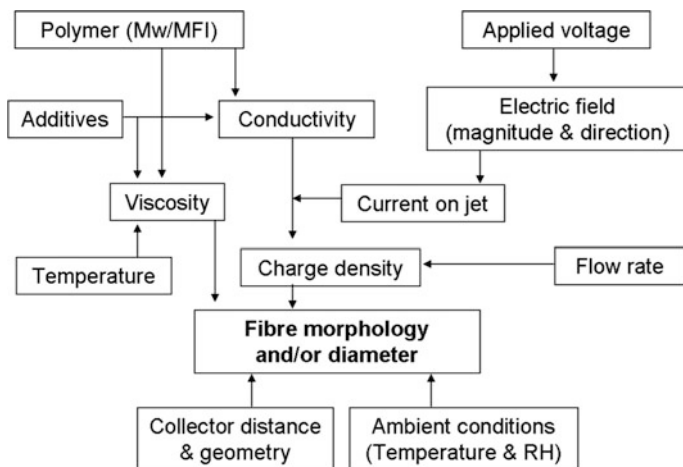 Polymer (Mw/MFI)
Applied voltage
Additives
Conductivity
Electric field
(magnitude & direction)
Viscosity
Current on jet
Temperature
Charge density
Flow rate
Fibre morphology
and/or diameter
Collector distance
& geometry
Ambient conditions
(Temperature & RH)